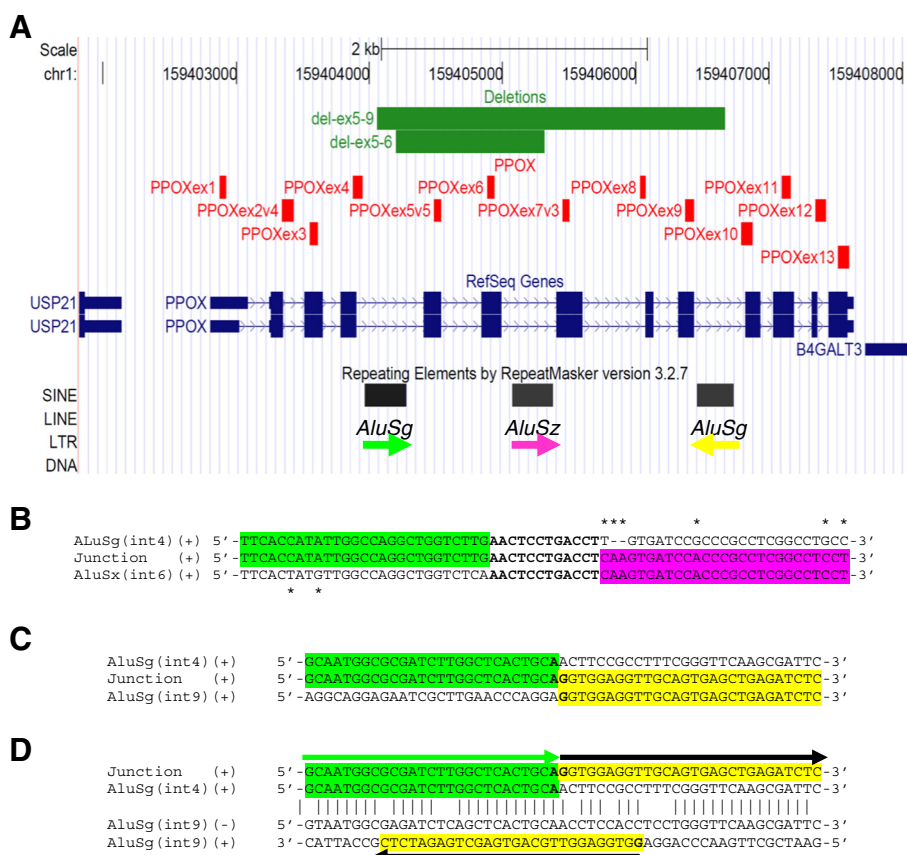 A
Scale 2 kb
chr1: 159403000 159404000 159405000 159406000 159407000 159408000
Deletions
del-ex5-9
del-ex5-6
PPOX
PPOXex1 PPOXex4 PPOXex6 PPOXex8 PPOXex11
PPOXex2v4 PPOXex5v5 PPOXex7v3 PPOXex9 PPOXex12
PPOXex3 PPOXex10
PPOXex13
RefSeq Genes
USP21 PPOX
USP21 PPOX
B4GALT3
Repeating Elements by RepeatMasker version 3.2.7
SINE
LINE
AluSg AluSz AluSg
LTR
DNA
B
*** * * *
ALuSg(int4)(+) 5'-TTCACCATATTGGCCAGGCTGGTCTTGAACTCCTGACCTT--GTGATCCGCCCGCCTCGGCCTGCC-3'
Junction (+) 5'-TTCACCATATTGGCCAGGCTGGTCTTGAACTCCTGACCTCAAGTGATCCACCCGCCTCGGCCTCCT-3'
AluSx(int6)(+) 5'-TTCACTATGTTGGCCAGGCTGGTCTCAAACTCCTGACCTCAAGTGATCCACCCGCCTCGGCCTCCT-3'
* *
C
AluSg(int4)(+) 5'-GCAATGGCGCGATCTTGGCTCACTGCAACTTCCGCCTTTCGGGTTCAAGCGATTC-3'
Junction (+) 5'-GCAATGGCGCGATCTTGGCTCACTGCAGGTGGAGGTTGCAGTGAGCTGAGATCTC-3'
AluSg(int9)(+) 5'-AGGCAGGAGAATCGCTTGAACCCAGGAGGTGGAGGTTGCAGTGAGCTGAGATCTC-3'
D
Junction (+) 5'-GCAATGGCGCGATCTTGGCTCACTGCAGGTGGAGGTTGCAGTGAGCTGAGATCTC-3'
AluSg(int4)(+) 5'-GCAATGGCGCGATCTTGGCTCACTGCAACTTCCGCCTTTCGGGTTCAAGCGATTC-3'
AluSg(int9)(-) 5'-GTAATGGCGAGATCTCAGCTCACTGCAACCTCCACCTCCTGGGTTCAAGCGATTC-3'
AluSg(int9)(+) 3'-CATTACCGCTCTAGAGTCGAGTGACGTTGGAGGTGGAGGACCCAAGTTCGCTAAG-5'